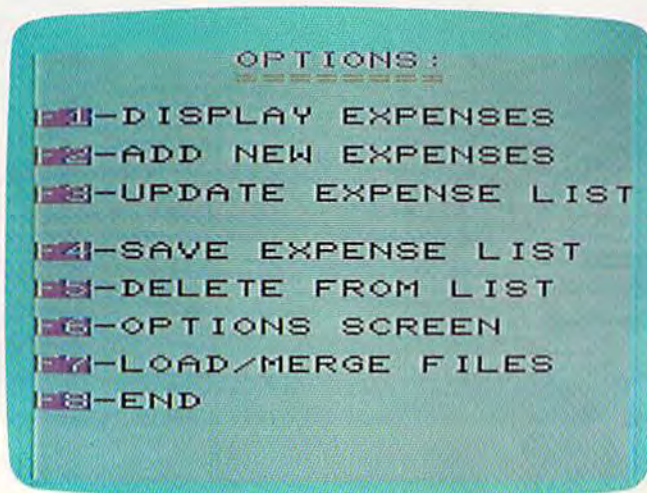 OPTIONS:
========
F1-DISPLAY EXPENSES
F2-ADD NEW EXPENSES
F3-UPDATE EXPENSE LIST
F4-SAVE EXPENSE LIST
F5-DELETE FROM LIST
F6-OPTIONS SCREEN
F7-LOAD/MERGE FILES
F8-END